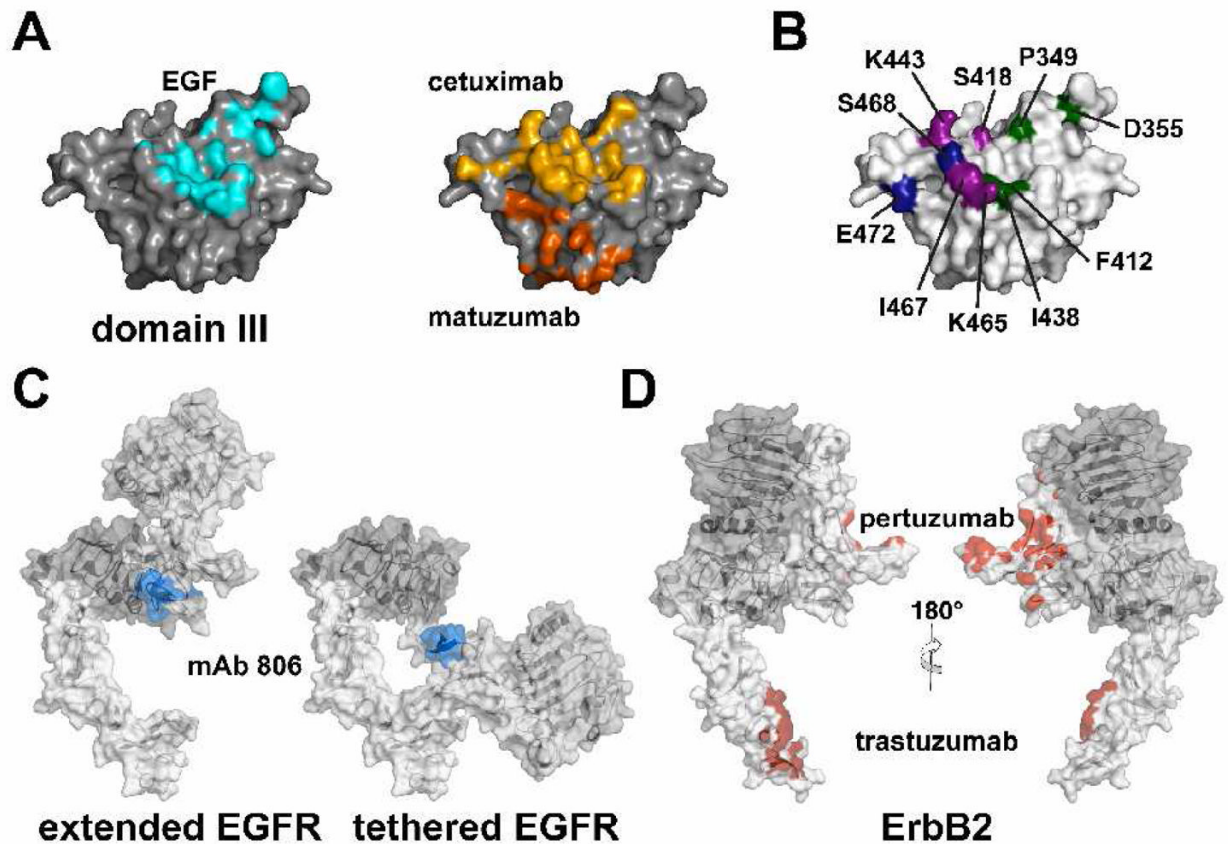 A
EGF
domain III
cetuximab
matuzumab
B
K443
S418
P349
S468
D355
E472
F412
I467
K465
I438
C
mAb 806
extended EGFR
tethered EGFR
D
pertuzumab
180°
trastuzumab
ErbB2